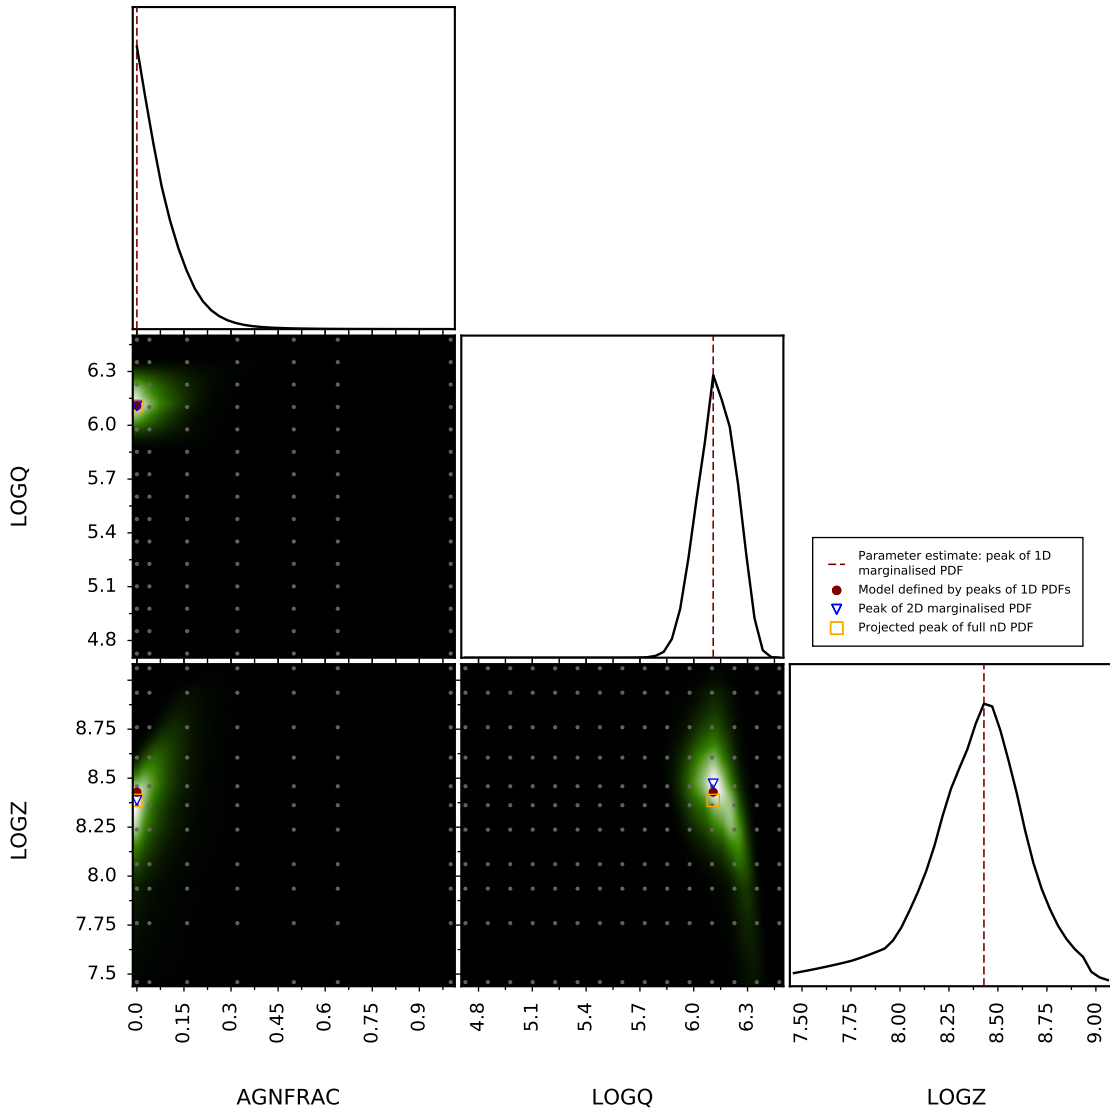 6.3
6.0
5.7
5.4
5.1
4.8
LOGQ
Parameter estimate: peak of 1D
marginalised PDF
Model defined by peaks of 1D PDFs
Peak of 2D marginalised PDF
Projected peak of full nD PDF
8.75
8.5
8.25
8.0
7.75
7.5
LOGZ
0.0 0.15 0.3 0.45 0.6 0.75 0.9
4.8 5.1 5.4 5.7 6.0 6.3
7.50 7.75 8.00 8.25 8.50 8.75 9.00
AGNFRAC LOGQ LOGZ